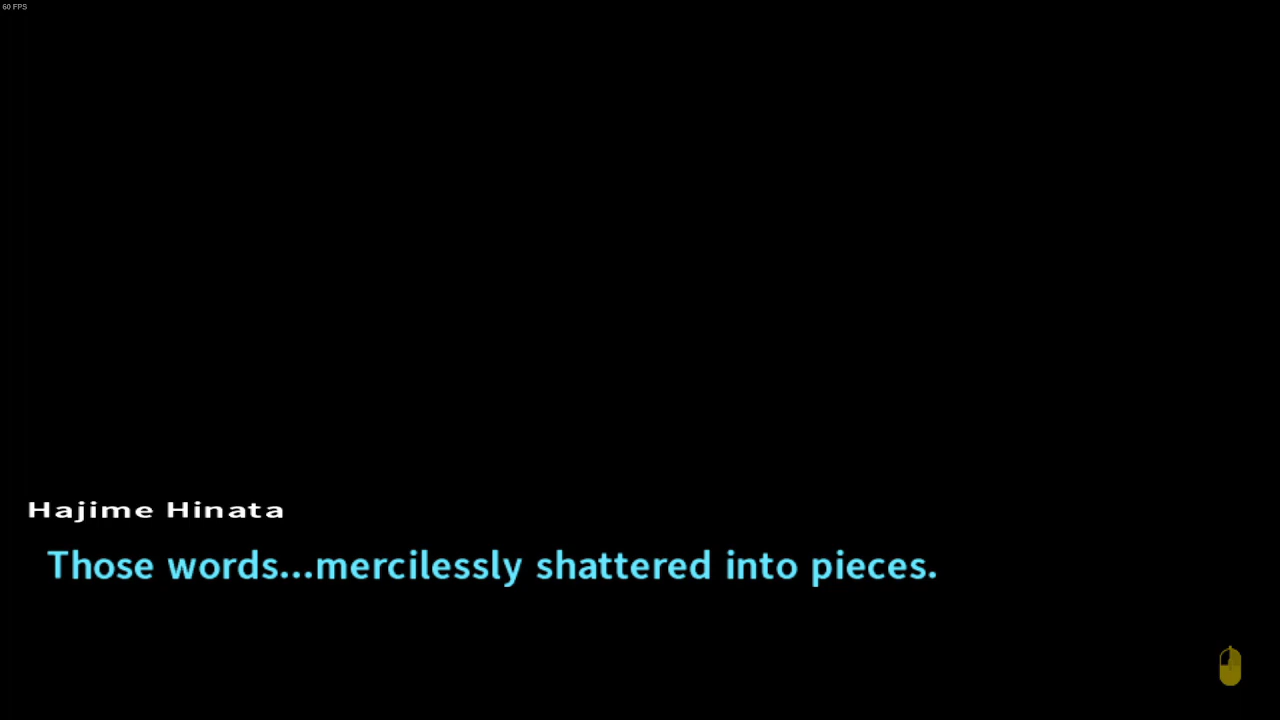 60 FPS
Hajime Hinata
Those words...mercilessly shattered into pieces.